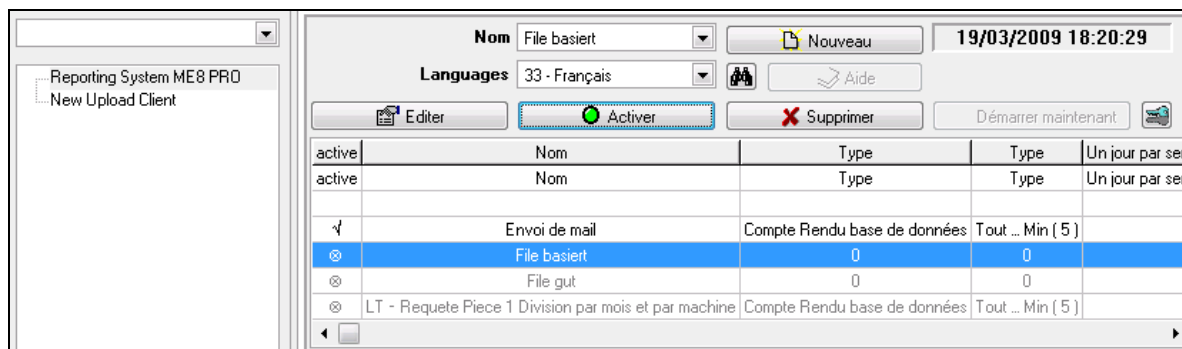 Nom File basiert Nouveau 19/03/2009 18:20:29
Languages 33 - Français Aide
Reporting System ME8 PRO
New Upload Client
Editer Activer Supprimer Démarrer maintenant
active Nom Type Type Un jour par se
active Nom Type Type Un jour par se
√ Envoi de mail Compte Rendu base de données Tout ... Min ( 5 )
File basiert 0 0
File gut 0 0
LT - Requete Piece 1 Division par mois et par machine Compte Rendu base de données Tout ... Min ( 5 )